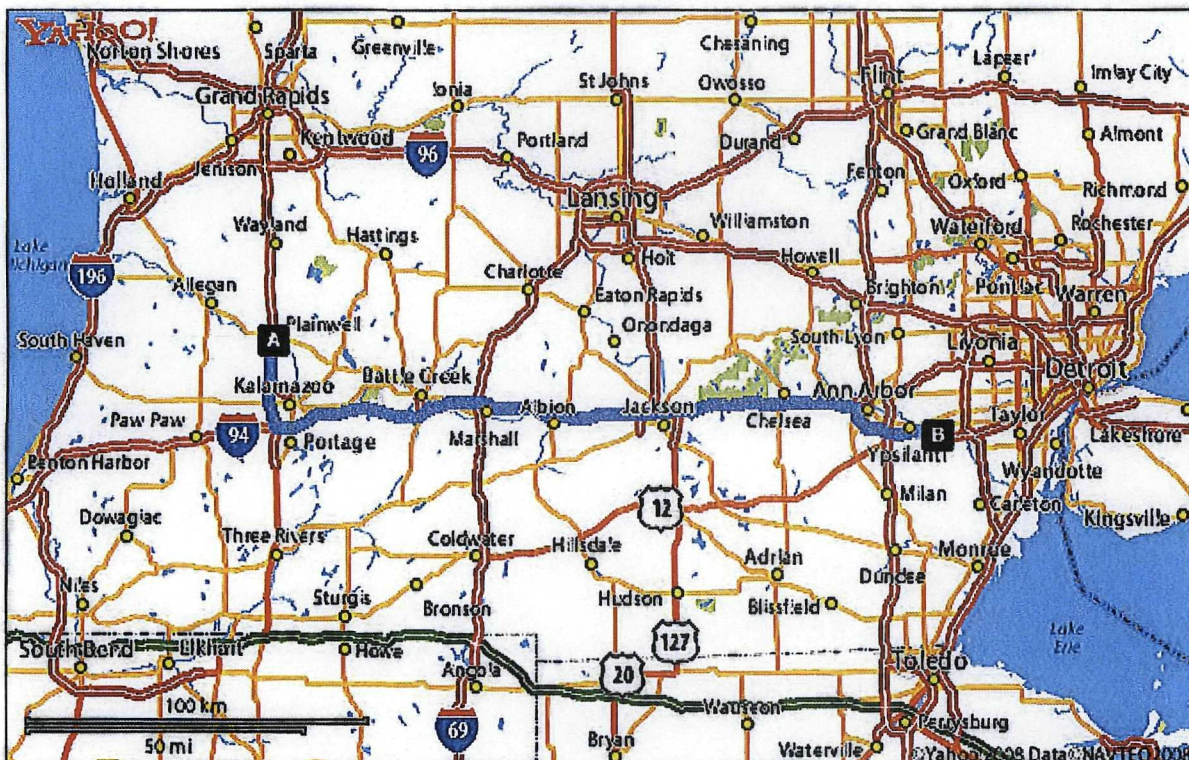 YAHOO!
Norton Shores
Sparta
Greenville
Chesaning
Flint
Lapeer
Imlay City
Grand Rapids
Ionia
St Johns
Owosso
Kentwood
96
Portland
Durand
Grand Blanc
Almont
Jenison
Holland
Lansing
Fenton
Oxford
Richmond
Wayland
Hastings
Williamston
Waterford
Rochester
Lake
Michigan
196
Allegan
Charlotte
Holt
Howell
Pontiac
Warren
Eaton Rapids
Brighton
A
Plainwell
Onondaga
South Lyon
Livonia
South Haven
Kalamazoo
Battle Creek
Ann Arbor
Detroit
Paw Paw
94
Portage
Marshall
Albion
Jackson
Chelsea
Ypsilanti
B
Taylor
Lakeshore
Benton Harbor
Wyandotte
Dowagiac
Three Rivers
Coldwater
Hillsdale
12
Milan
Carleton
Kingsville
Adrian
Dundee
Monroe
Niles
Sturgis
Bronson
Hudson
Blissfield
South Bend
Elkhart
Howe
Angola
127
20
Toledo
Lake
Erie
100 km
50 mi
69
Bryan
Wauseon
Perrysburg
Waterville
©Yahoo! 2008 Data©NAVTEQ 2008